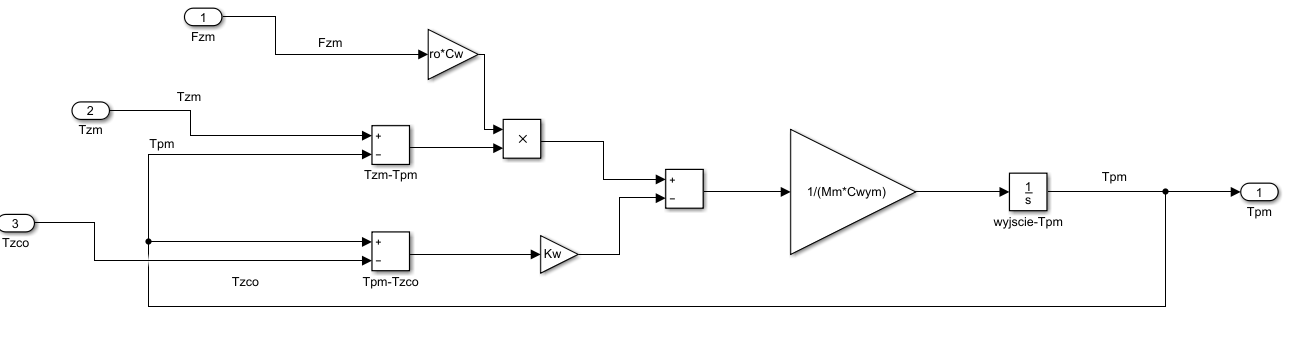 1
Fzm
Fzm
ro*Cw
2
Tzm
Tzm
Tpm
+
−
Tzm-Tpm
×
+
−
1/(Mm*Cwym)
1
s
wyjscie-Tpm
Tpm
1
Tpm
3
Tzco
Tzco
+
−
Tpm-Tzco
Kw